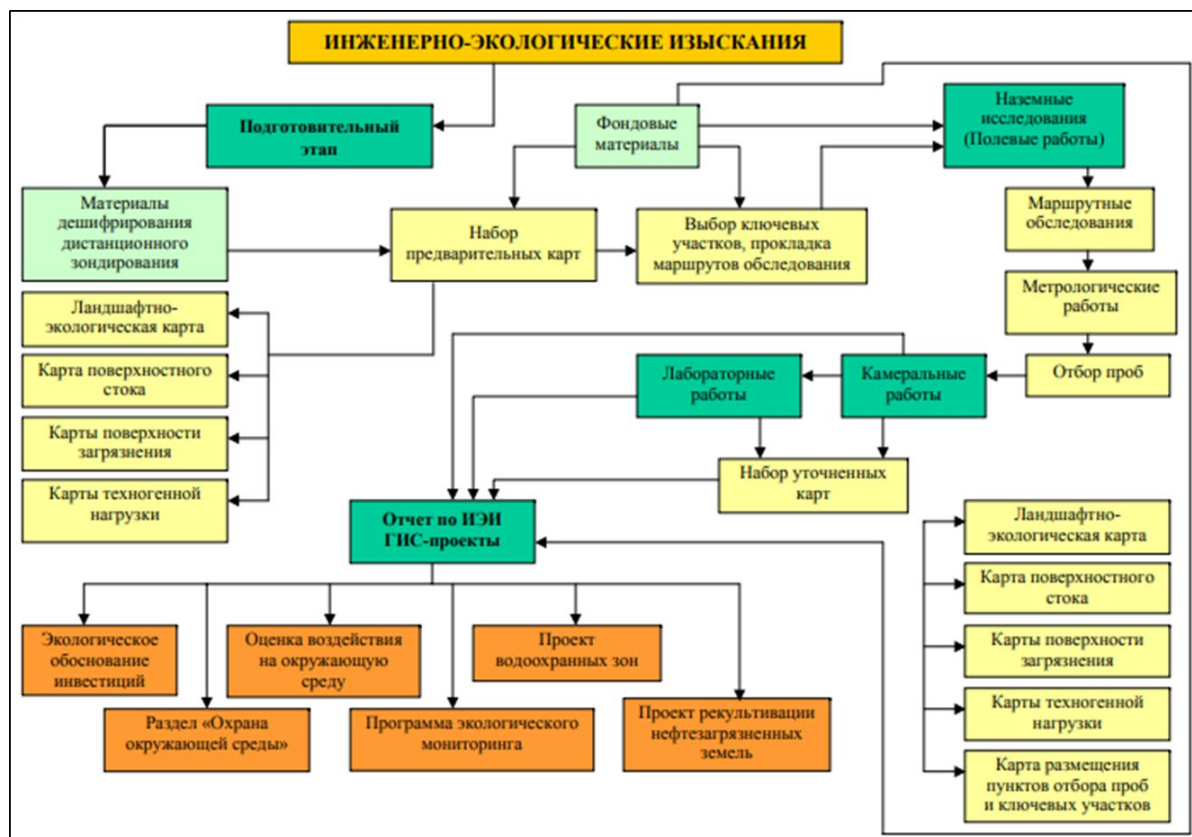 ИНЖЕНЕРНО-ЭКОЛОГИЧЕСКИЕ ИЗЫСКАНИЯ
Подготовительный
этап
Фондовые
материалы
Наземные
исследования
(Полевые работы)
Материалы
дешифрирования
дистанционного
зондирования
Набор
предварительных карт
Выбор ключевых
участков, прокладка
маршрутов обследования
Маршрутные
обследования
Метрологические
работы
Отбор проб
Камеральные
работы
Лабораторные
работы
Набор уточненных
карт
Ландшафтно-
экологическая карта
Карта поверхностного
стока
Карты поверхности
загрязнения
Карты техногенной
нагрузки
Отчет по ИЭИ
ГИС-проекты
Экологическое
обоснование
инвестиций
Оценка воздействия
на окружающую
среду
Проект
водоохранных зон
Раздел «Охрана
окружающей среды»
Программа экологического
мониторинга
Проект рекультивации
нефтезагрязненных
земель
Ландшафтно-
экологическая карта
Карта поверхностного
стока
Карты поверхности
загрязнения
Карты техногенной
нагрузки
Карта размещения
пунктов отбора проб
и ключевых участков